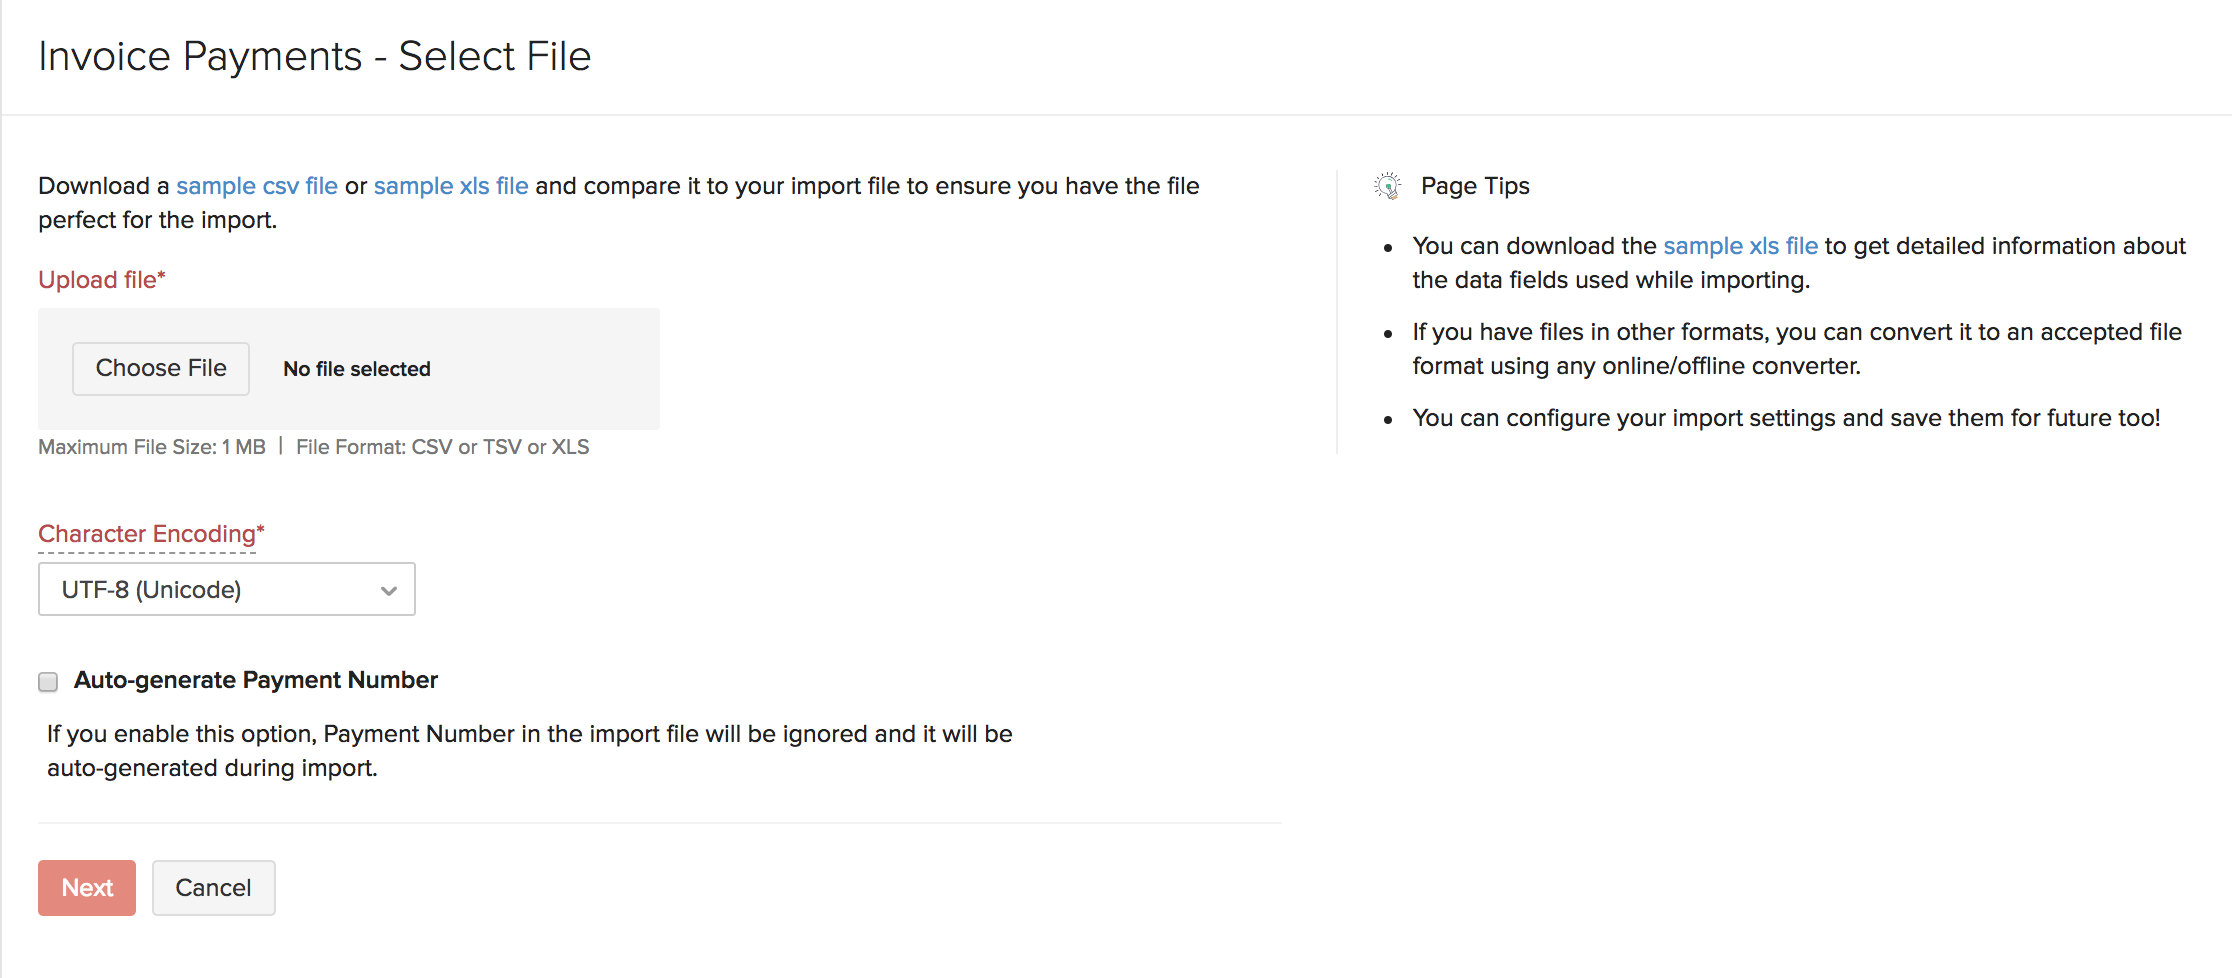 Invoice Payments - Select File
Download a sample csv file or sample xls file and compare it to your import file to ensure you have the file
perfect for the import.
Upload file*
Choose File No file selected
Maximum File Size: 1 MB | File Format: CSV or TSV or XLS
Character Encoding*
UTF-8 (Unicode)
Auto-generate Payment Number
If you enable this option, Payment Number in the import file will be ignored and it will be
auto-generated during import.
Next Cancel
Page Tips
• You can download the sample xls file to get detailed information about
the data fields used while importing.
• If you have files in other formats, you can convert it to an accepted file
format using any online/offline converter.
• You can configure your import settings and save them for future too!